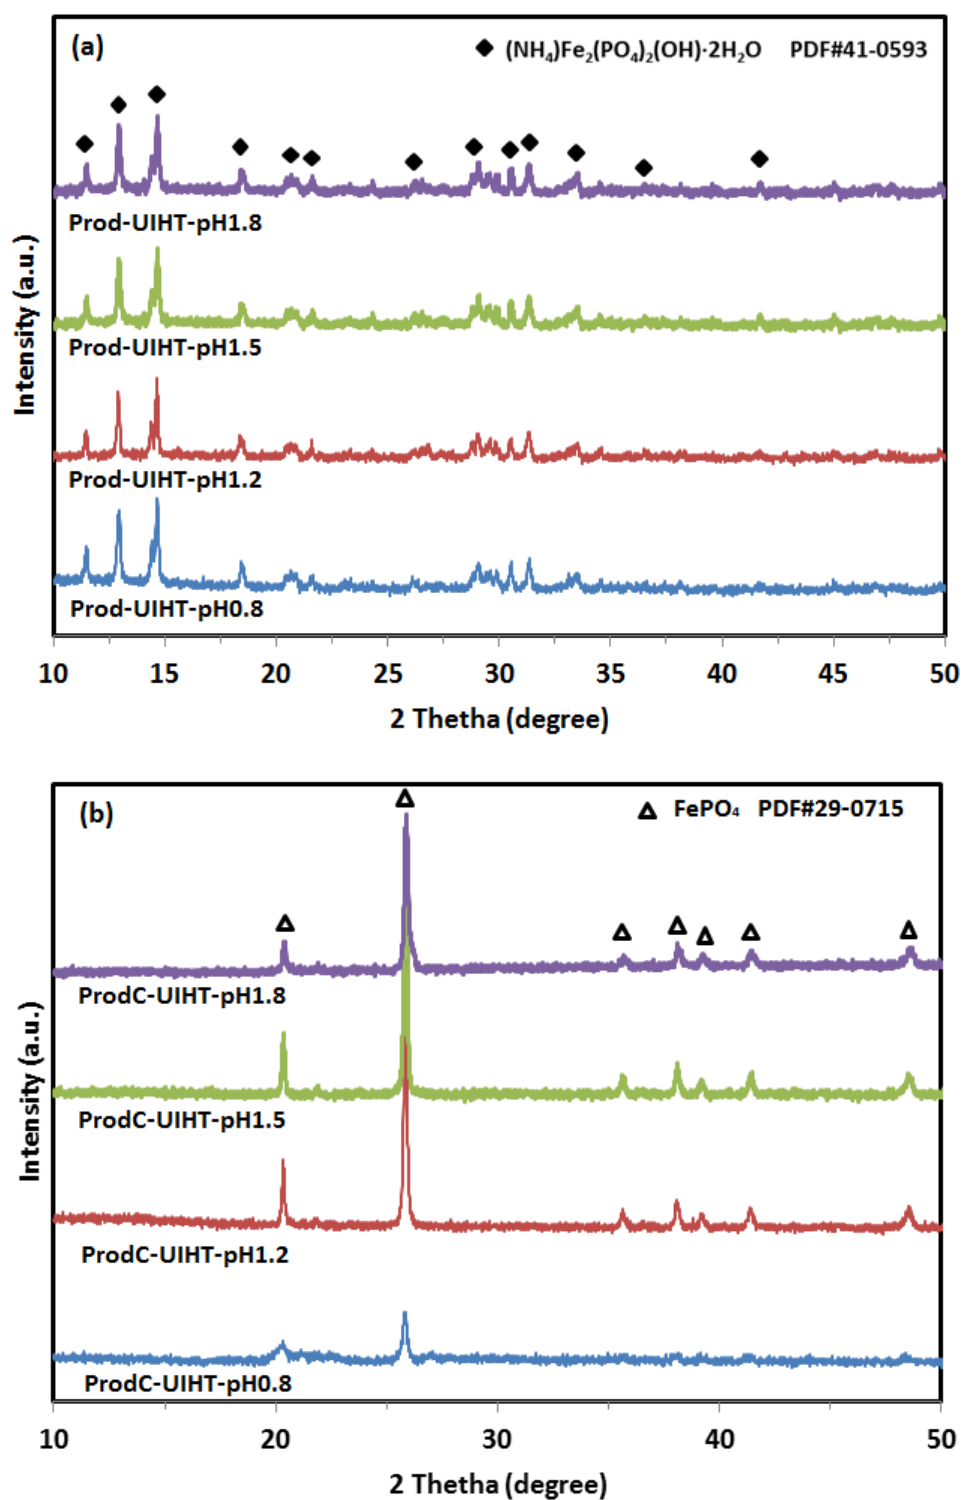 (a)
◆ (NH₄)Fe₂(PO₄)₂(OH)·2H₂O PDF#41-0593
Prod-UIHT-pH1.8
Prod-UIHT-pH1.5
Prod-UIHT-pH1.2
Prod-UIHT-pH0.8
Intensity (a.u.)
10 15 20 25 30 35 40 45 50
2 Thetha (degree)
(b)
△ FePO₄ PDF#29-0715
ProdC-UIHT-pH1.8
ProdC-UIHT-pH1.5
ProdC-UIHT-pH1.2
ProdC-UIHT-pH0.8
Intensity (a.u.)
10 20 30 40 50
2 Thetha (degree)